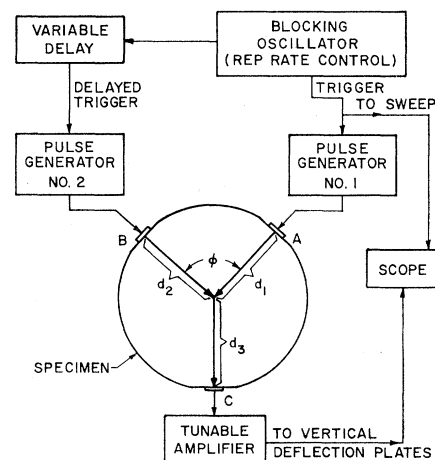 VARIABLE
DELAY
BLOCKING
OSCILLATOR
(REP RATE CONTROL)
DELAYED
TRIGGER
TRIGGER
TO SWEEP
PULSE
GENERATOR
NO. 2
PULSE
GENERATOR
NO. 1
B
A
φ
d₂
d₁
SCOPE
d₃
SPECIMEN
C
TUNABLE
AMPLIFIER
TO VERTICAL
DEFLECTION PLATES